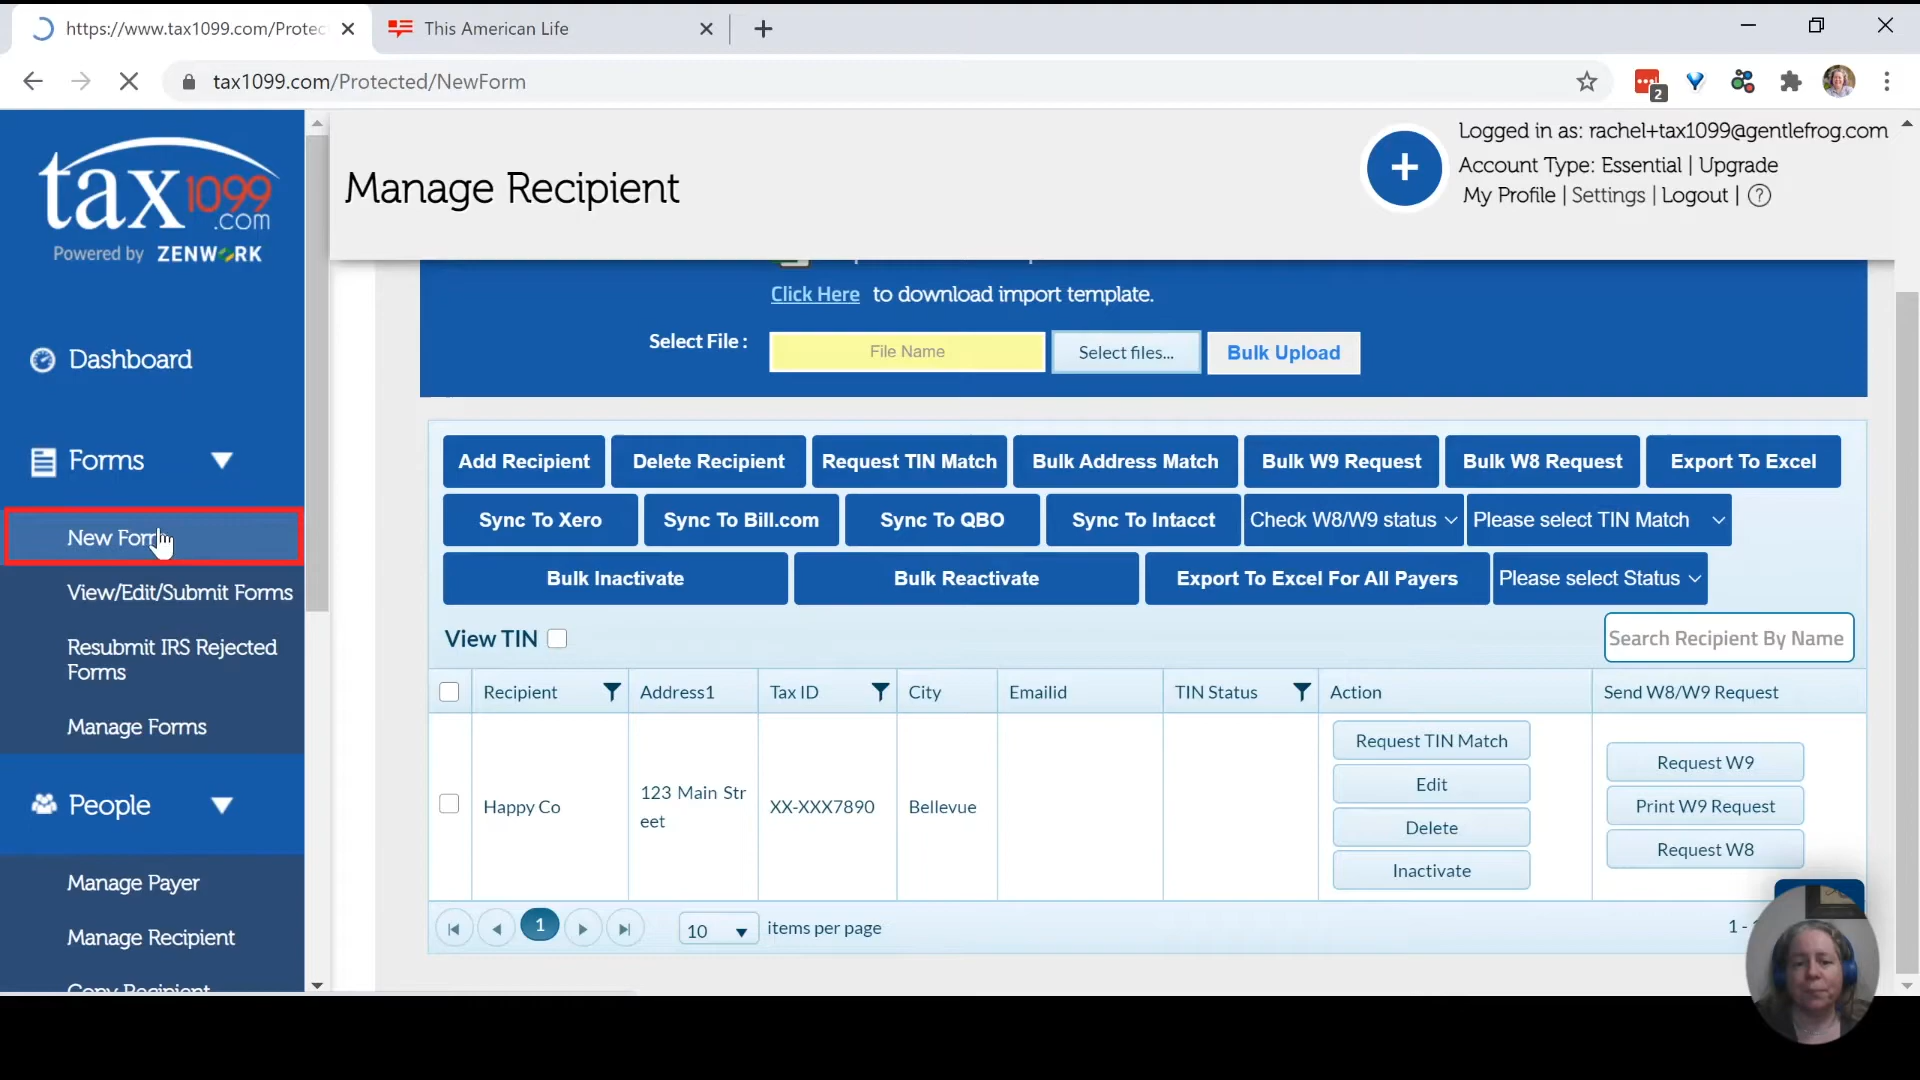 https://www.tax1099.com/Protec
This American Life
tax1099.com/Protected/NewForm
2
tax1099
.com
Powered by ZENWORK
Manage Recipient
Logged in as: rachel+tax1099@gentlefrog.com
Account Type: Essential | Upgrade
My Profile | Settings | Logout | ?
Click Here to download import template.
Select File :
File Name
Select files...
Bulk Upload
Dashboard
Forms
New Form
View/Edit/Submit Forms
Resubmit IRS Rejected
Forms
Manage Forms
People
Manage Payer
Manage Recipient
Copy Recipient
Add Recipient Delete Recipient Request TIN Match Bulk Address Match Bulk W9 Request Bulk W8 Request Export To Excel
Sync To Xero Sync To Bill.com Sync To QBO Sync To Intacct Check W8/W9 status Please select TIN Match
Bulk Inactivate Bulk Reactivate Export To Excel For All Payers Please select Status
View TIN
Search Recipient By Name
Recipient Address1 Tax ID City Emailid TIN Status Action Send W8/W9 Request
Happy Co
123 Main Str
eet
XX-XXX7890
Bellevue
Request TIN Match
Edit
Delete
Inactivate
Request W9
Print W9 Request
Request W8
1
10
items per page
1 -